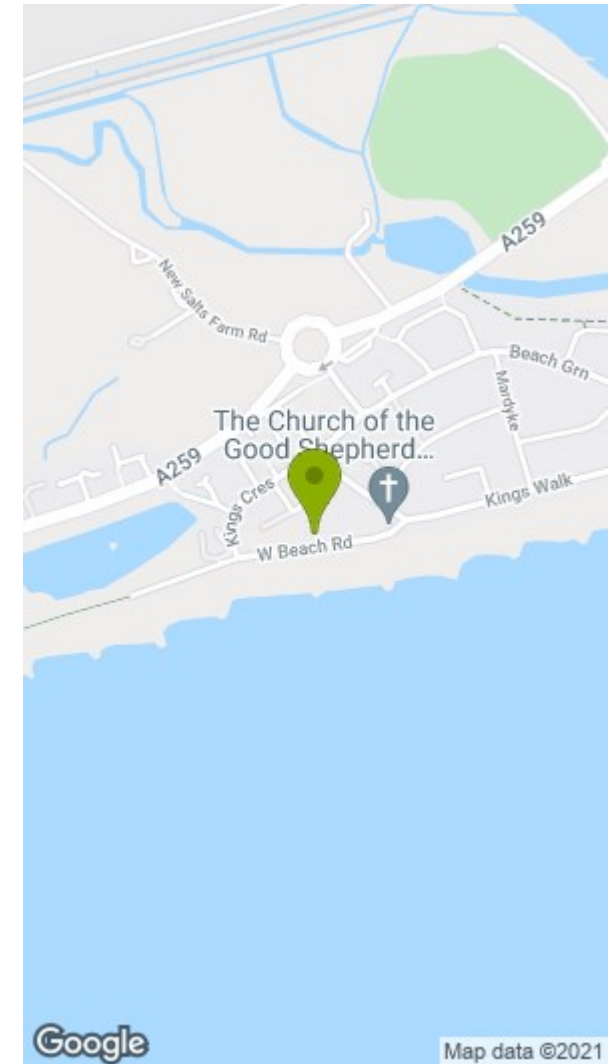 A259
New Salts Farm Rd
Beach Grn
Mardyke
The Church of the
Good Shepherd...
A259
Kings Cres
Kings Walk
W Beach Rd
Google
Map data ©2021